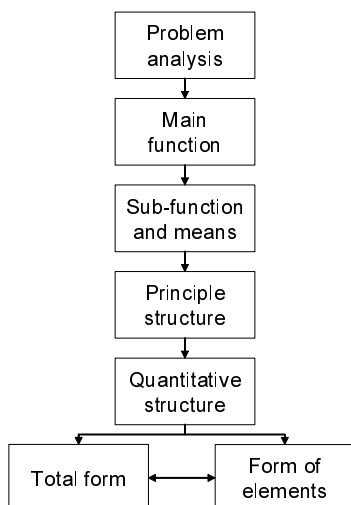 Problem
analysis
Main
function
Sub-function
and means
Principle
structure
Quantitative
structure
Total form
Form of
elements